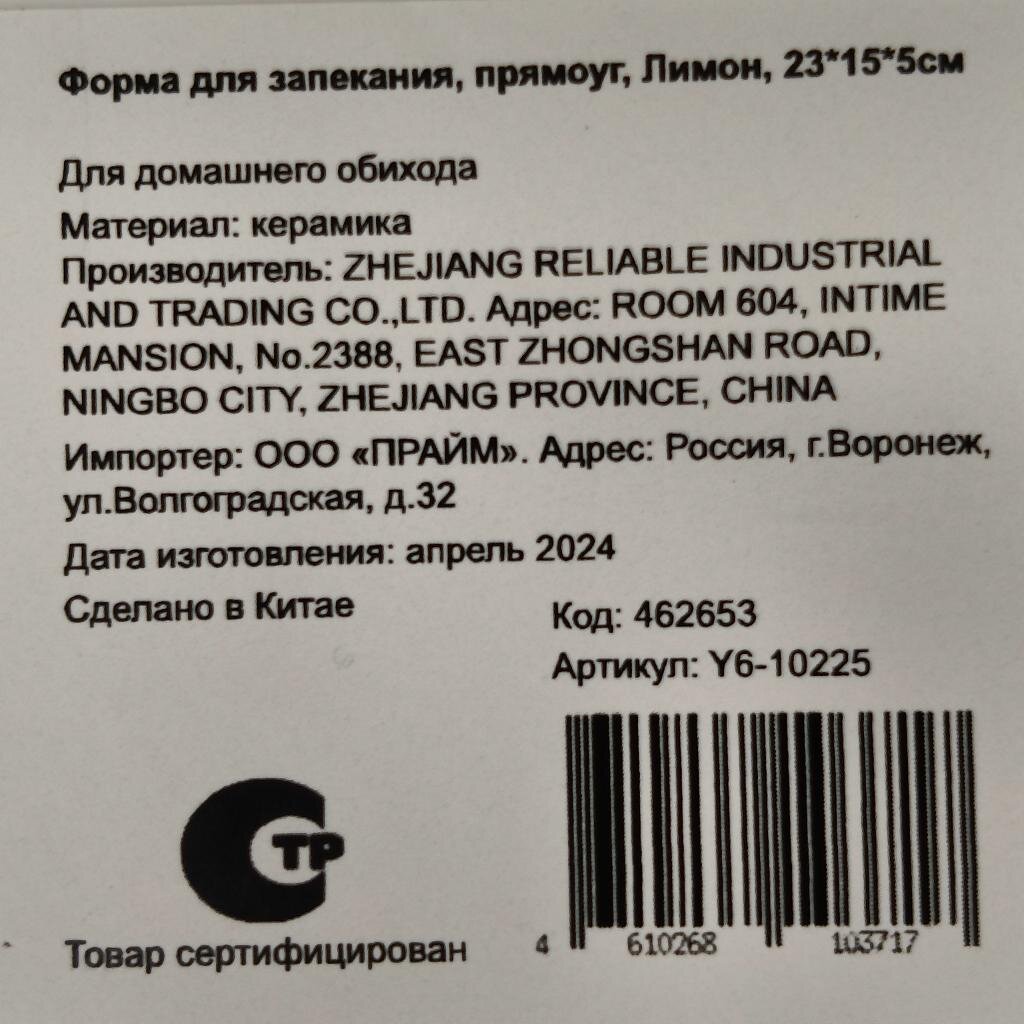 Форма для запекания, прямоуг, Лимон, 23*15*5см
Для домашнего обихода
Материал: керамика
Производитель: ZHEJIANG RELIABLE INDUSTRIAL
AND TRADING CO.,LTD. Адрес: ROOM 604, INTIME
MANSION, No.2388, EAST ZHONGSHAN ROAD,
NINGBO CITY, ZHEJIANG PROVINCE, CHINA
Импортер: ООО «ПРАЙМ». Адрес: Россия, г.Воронеж,
ул.Волгоградская, д.32
Дата изготовления: апрель 2024
Сделано в Китае
Код: 462653
Артикул: Y6-10225
ТР
Товар сертифицирован
4 610268 103717